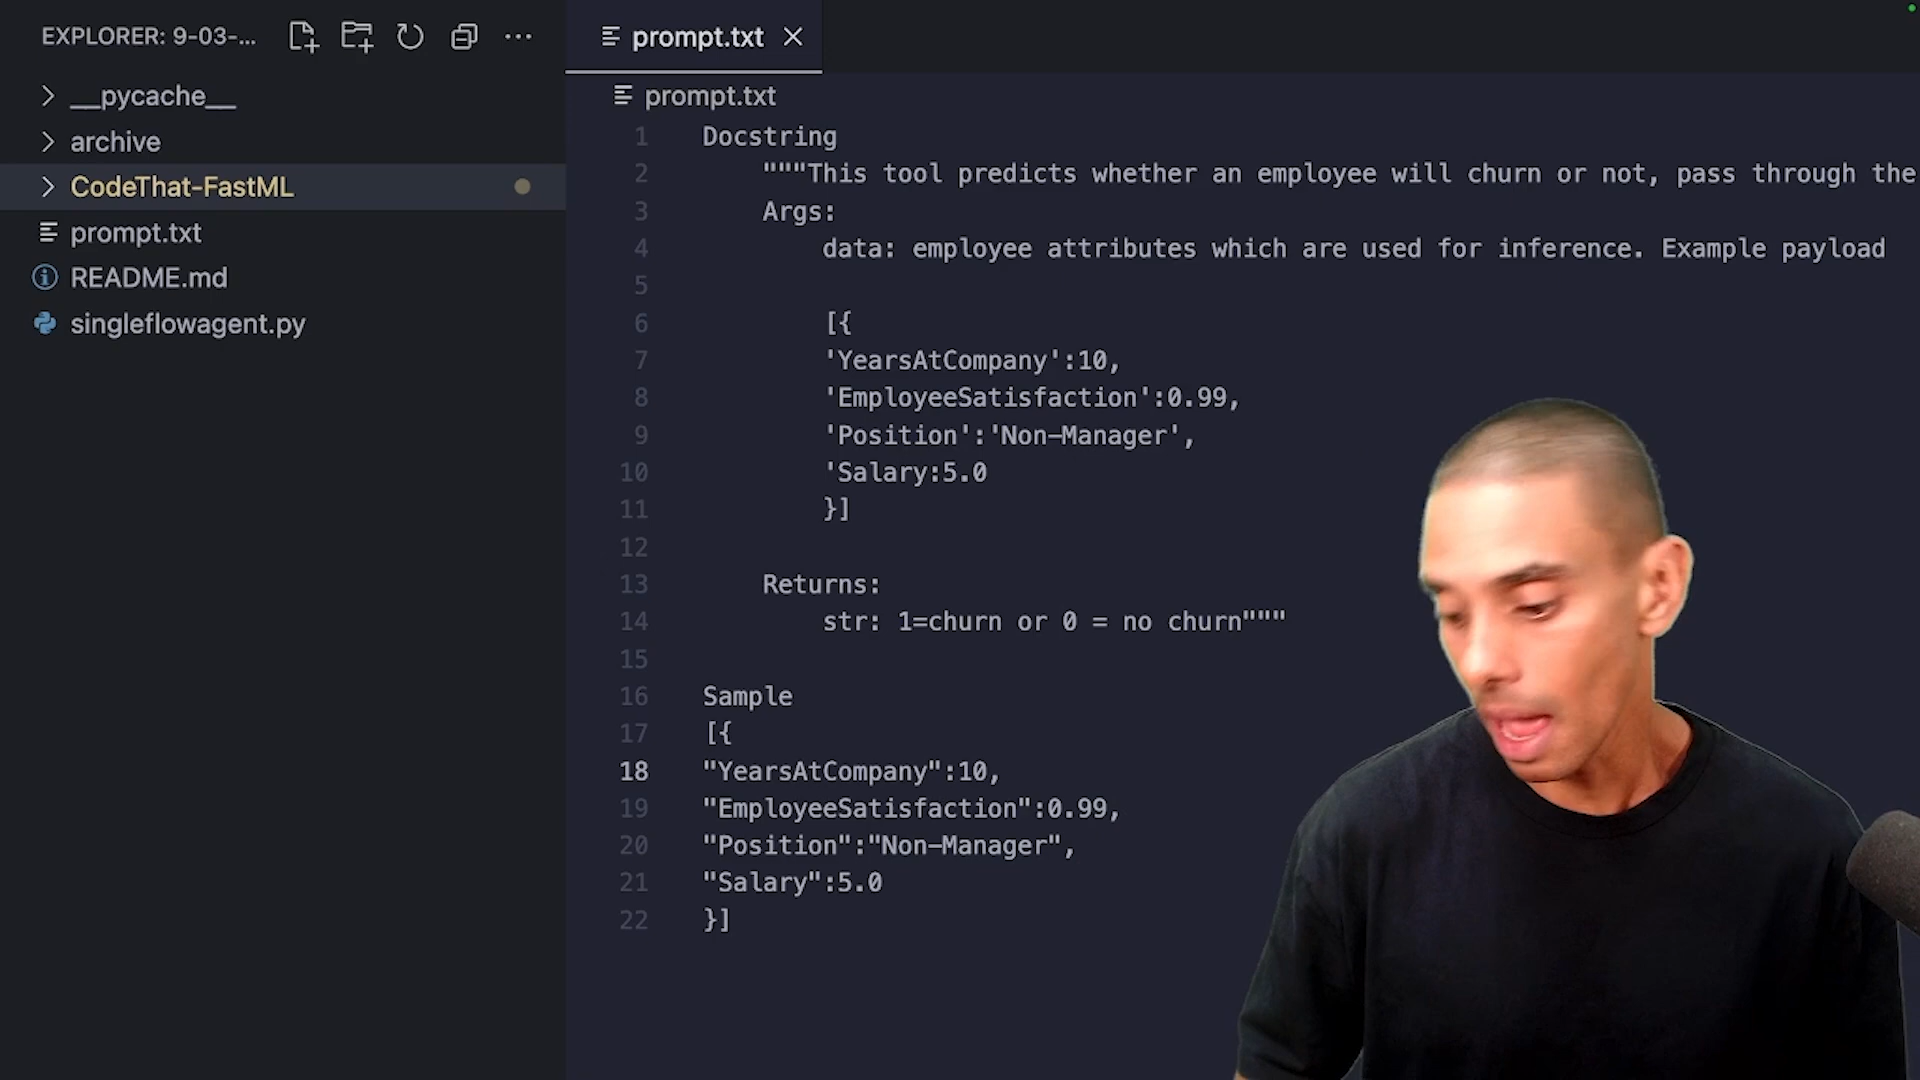 EXPLORER: 9-03-...
__pycache__
archive
CodeThat-FastML
prompt.txt
README.md
singleflowagent.py
prompt.txt
prompt.txt
1 Docstring
2 """This tool predicts whether an employee will churn or not, pass through the
3 Args:
4 data: employee attributes which are used for inference. Example payload
5
6 [{
7 'YearsAtCompany':10,
8 'EmployeeSatisfaction':0.99,
9 'Position':'Non-Manager',
10 'Salary:5.0
11 }]
12
13 Returns:
14 str: 1=churn or 0 = no churn"""
15
16 Sample
17 [{
18 "YearsAtCompany":10,
19 "EmployeeSatisfaction":0.99,
20 "Position":"Non-Manager",
21 "Salary":5.0
22 }]